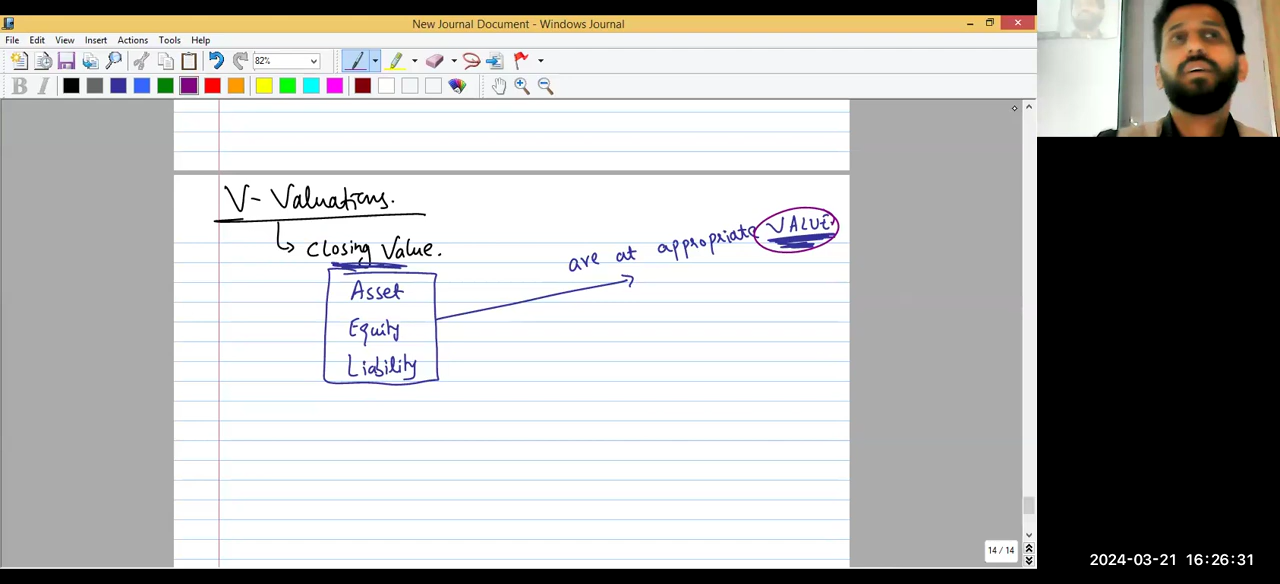 New Journal Document - Windows Journal
File Edit View Insert Actions Tools Help
82%
B I
V- Valuations.
Closing Value.
are at appropriate VALUE.
Asset
Equity
Liability
14 / 14
2024-03-21 16:26:31